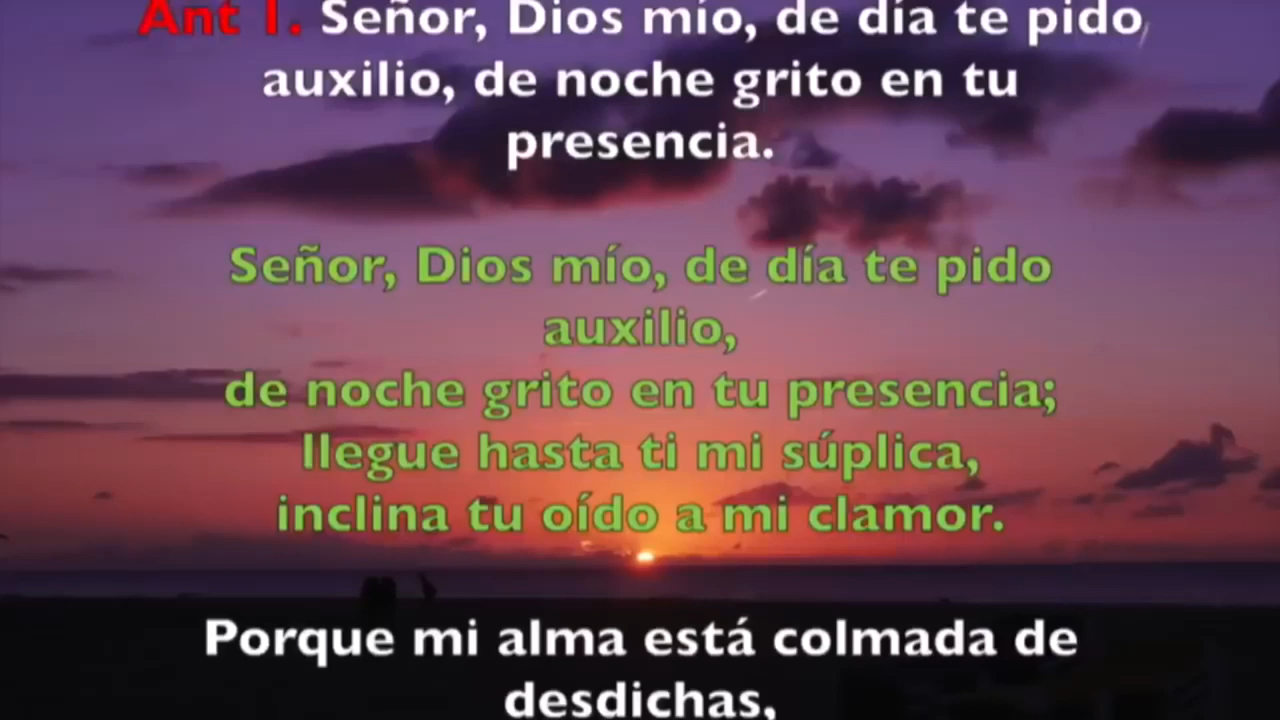 Ant 1. Señor, Dios mío, de día te pido
auxilio, de noche grito en tu
presencia.
Señor, Dios mío, de día te pido
auxilio,
de noche grito en tu presencia;
llegue hasta ti mi súplica,
inclina tu oído a mi clamor.
Porque mi alma está colmada de
desdichas,